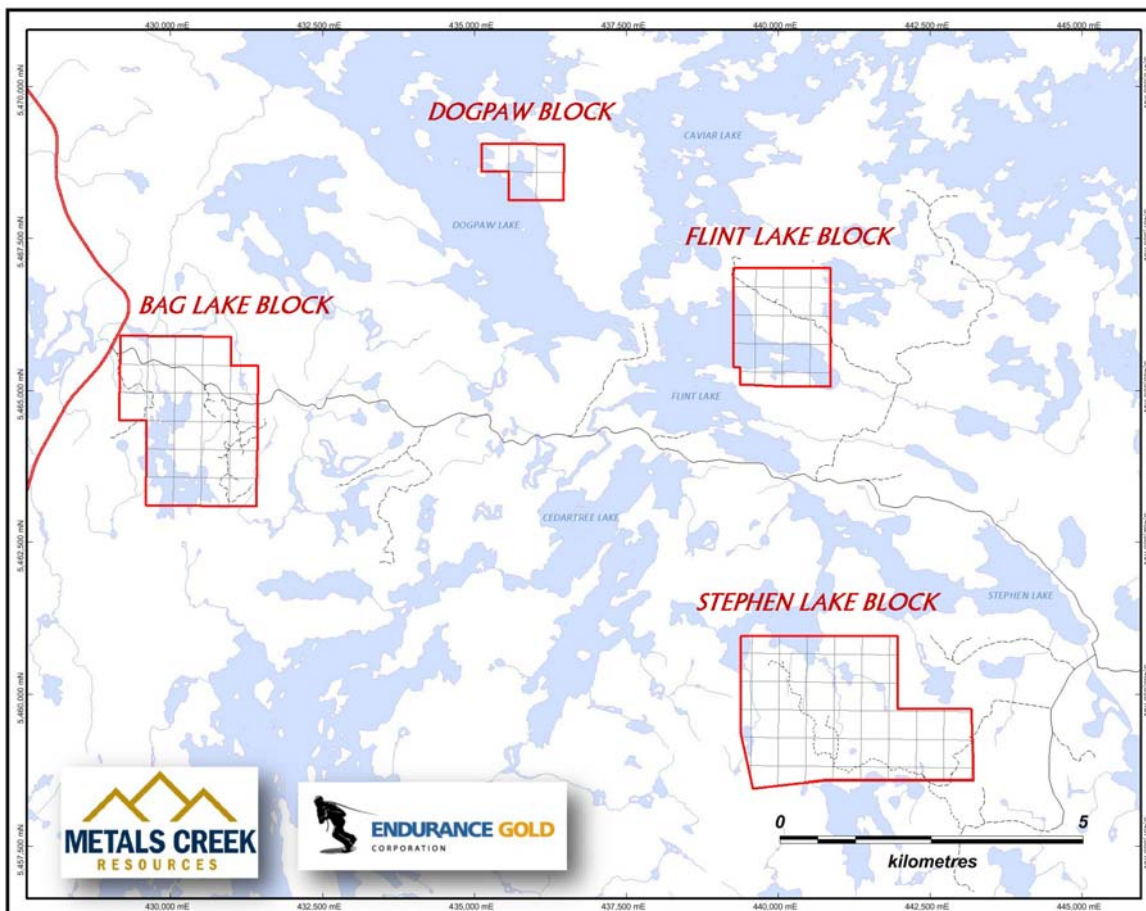 430,000 mE 432,500 mE 435,000 mE 437,500 mE 440,000 mE 442,500 mE 445,000 mE
5,470,000 mN
DOGPAW BLOCK
CAVIAR LAKE
DOGPAW LAKE
5,467,500 mN
FLINT LAKE BLOCK
BAG LAKE BLOCK
5,465,000 mN
FLINT LAKE
CEDARTREE LAKE
5,462,500 mN
STEPHEN LAKE
STEPHEN LAKE BLOCK
5,460,000 mN
METALS CREEK
RESOURCES
ENDURANCE GOLD
CORPORATION
0 5
kilometres
5,457,500 mN
430,000 mE 432,500 mE 435,000 mE 437,500 mE 440,000 mE 442,500 mE 445,000 mE